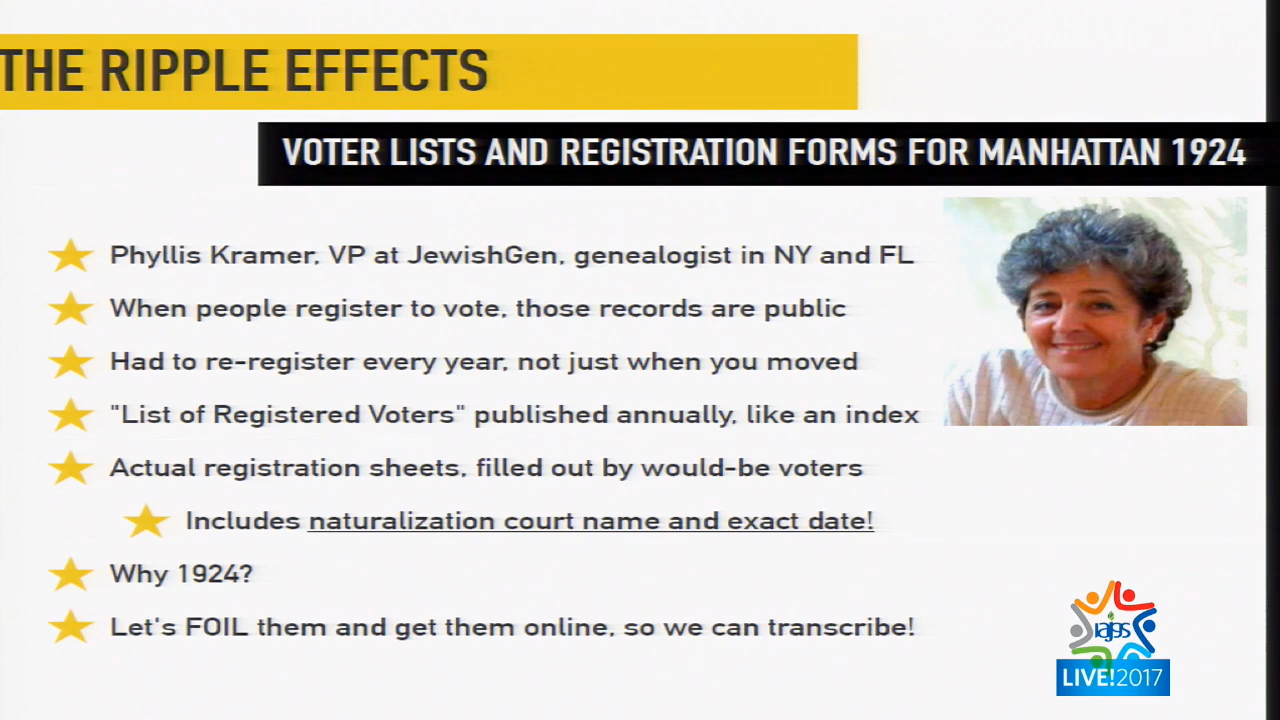 THE RIPPLE EFFECTS
VOTER LISTS AND REGISTRATION FORMS FOR MANHATTAN 1924
Phyllis Kramer, VP at JewishGen, genealogist in NY and FL
When people register to vote, those records are public
Had to re-register every year, not just when you moved
"List of Registered Voters" published annually, like an index
Actual registration sheets, filled out by would-be voters
Includes naturalization court name and exact date!
Why 1924?
Let's FOIL them and get them online, so we can transcribe!
iajgs
LIVE!2017